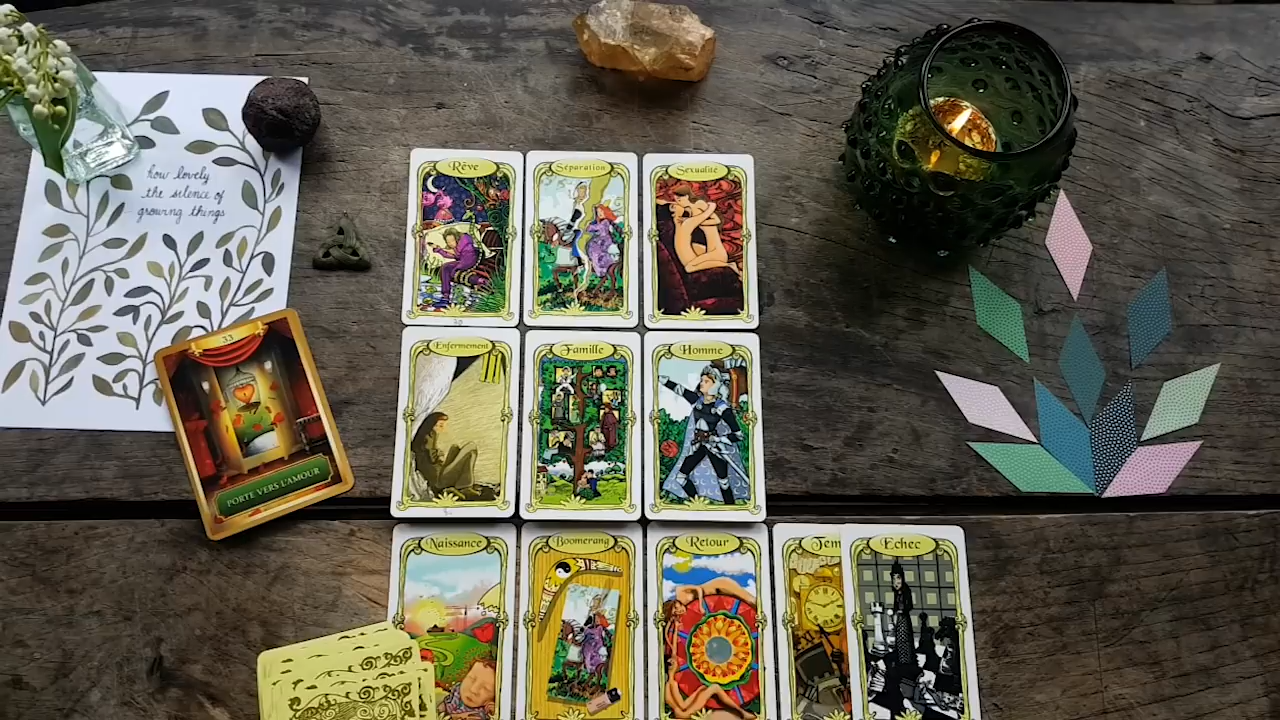 how lovely
the silence of
growing things
33
PORTE VERS L'AMOUR
Rêve
Séparation
Sexualité
Enfermement
Famille
Homme
Naissance
Boomerang
Retour
Tem
Echec